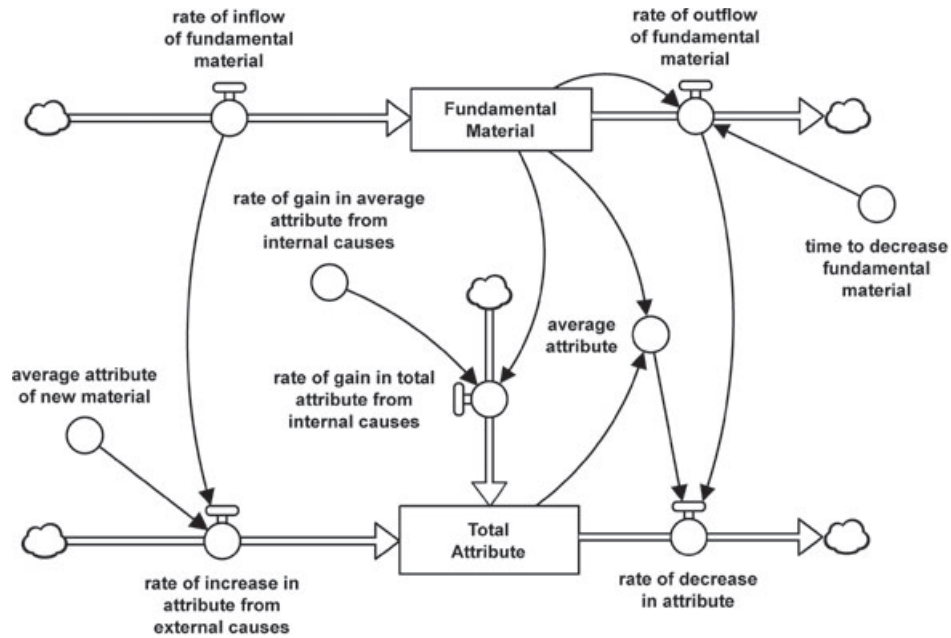 rate of inflow
of fundamental
material
rate of outflow
of fundamental
material
Fundamental
Material
rate of gain in average
attribute from
internal causes
time to decrease
fundamental
material
average
attribute
average attribute
of new material
rate of gain in total
attribute from
internal causes
Total
Attribute
rate of increase in
attribute from
external causes
rate of decrease
in attribute